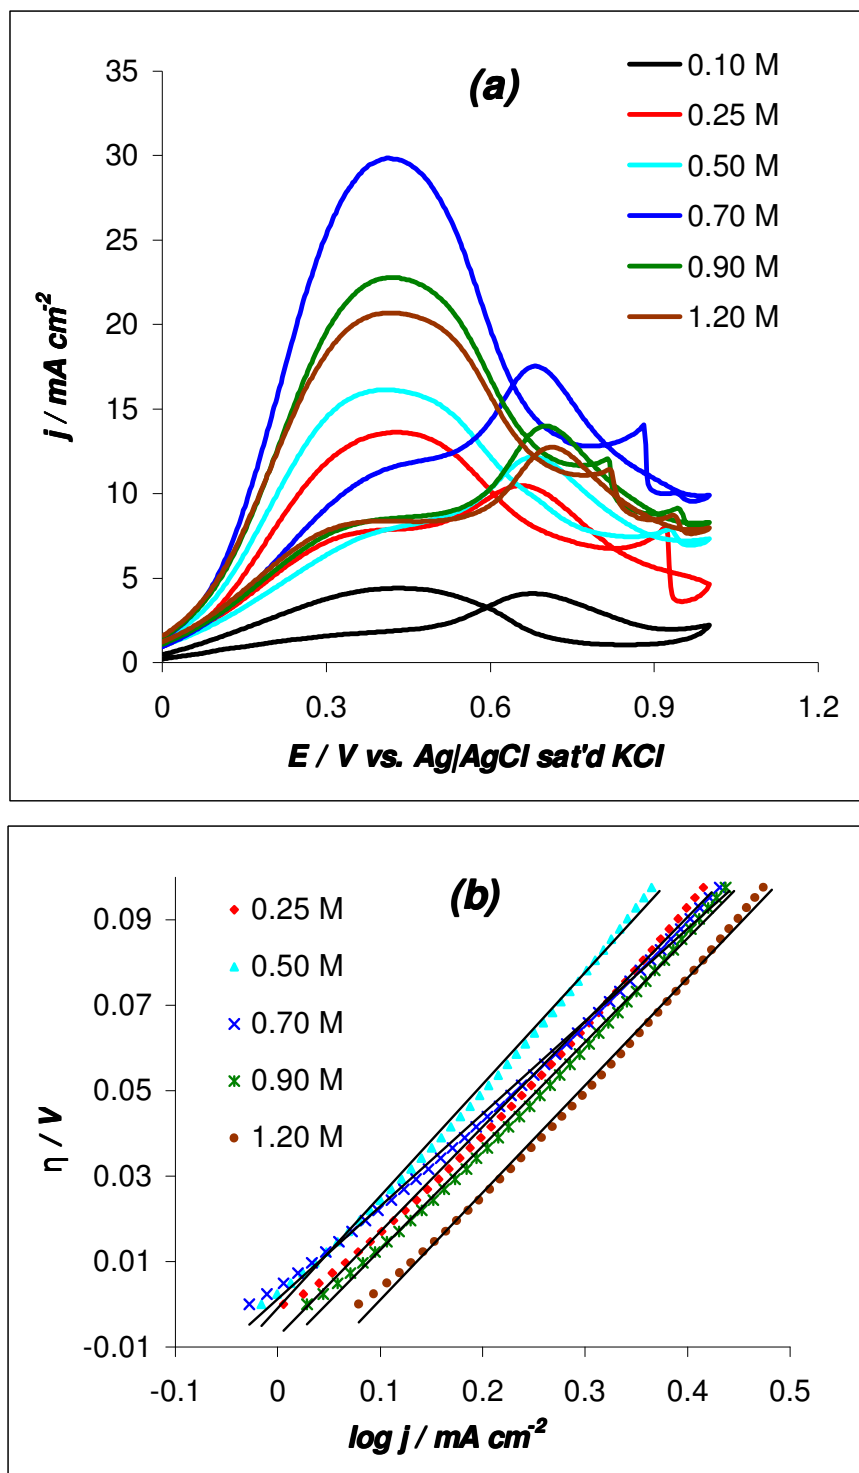 (a)
0.10 M
0.25 M
0.50 M
0.70 M
0.90 M
1.20 M
35
30
25
20
15
10
5
0
j / mA cm-2
0 0.3 0.6 0.9 1.2
E / V vs. Ag|AgCl sat'd KCl
(b)
0.25 M
0.50 M
0.70 M
0.90 M
1.20 M
0.09
0.07
0.05
0.03
0.01
-0.01
η / V
-0.1 0 0.1 0.2 0.3 0.4 0.5
log j / mA cm-2